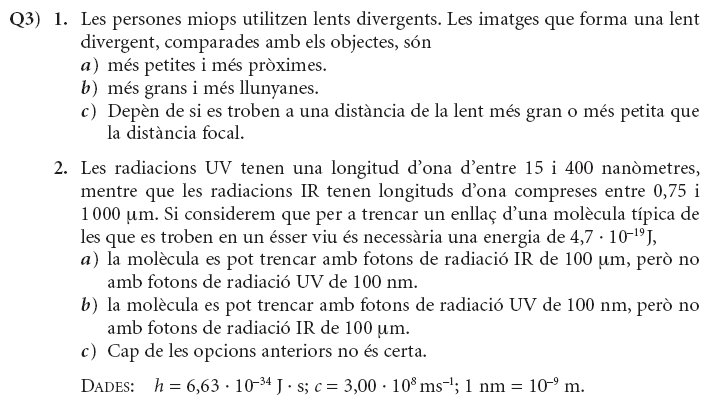 Q3) 1. Les persones miops utilitzen lents divergents. Les imatges que forma una lent
divergent, comparades amb els objectes, són
a) més petites i més pròximes.
b) més grans i més llunyanes.
c) Depèn de si es troben a una distància de la lent més gran o més petita que
la distància focal.
2. Les radiacions UV tenen una longitud d'ona d'entre 15 i 400 nanòmetres,
mentre que les radiacions IR tenen longituds d'ona compreses entre 0,75 i
1000 μm. Si considerem que per a trencar un enllaç d'una molècula típica de
les que es troben en un ésser viu és necessària una energia de 4,7 · 10⁻¹⁹J,
a) la molècula es pot trencar amb fotons de radiació IR de 100 μm, però no
amb fotons de radiació UV de 100 nm.
b) la molècula es pot trencar amb fotons de radiació UV de 100 nm, però no
amb fotons de radiació IR de 100 μm.
c) Cap de les opcions anteriors no és certa.
DADES: h = 6,63 · 10⁻³⁴ J · s; c = 3,00 · 10⁸ ms⁻¹; 1 nm = 10⁻⁹ m.